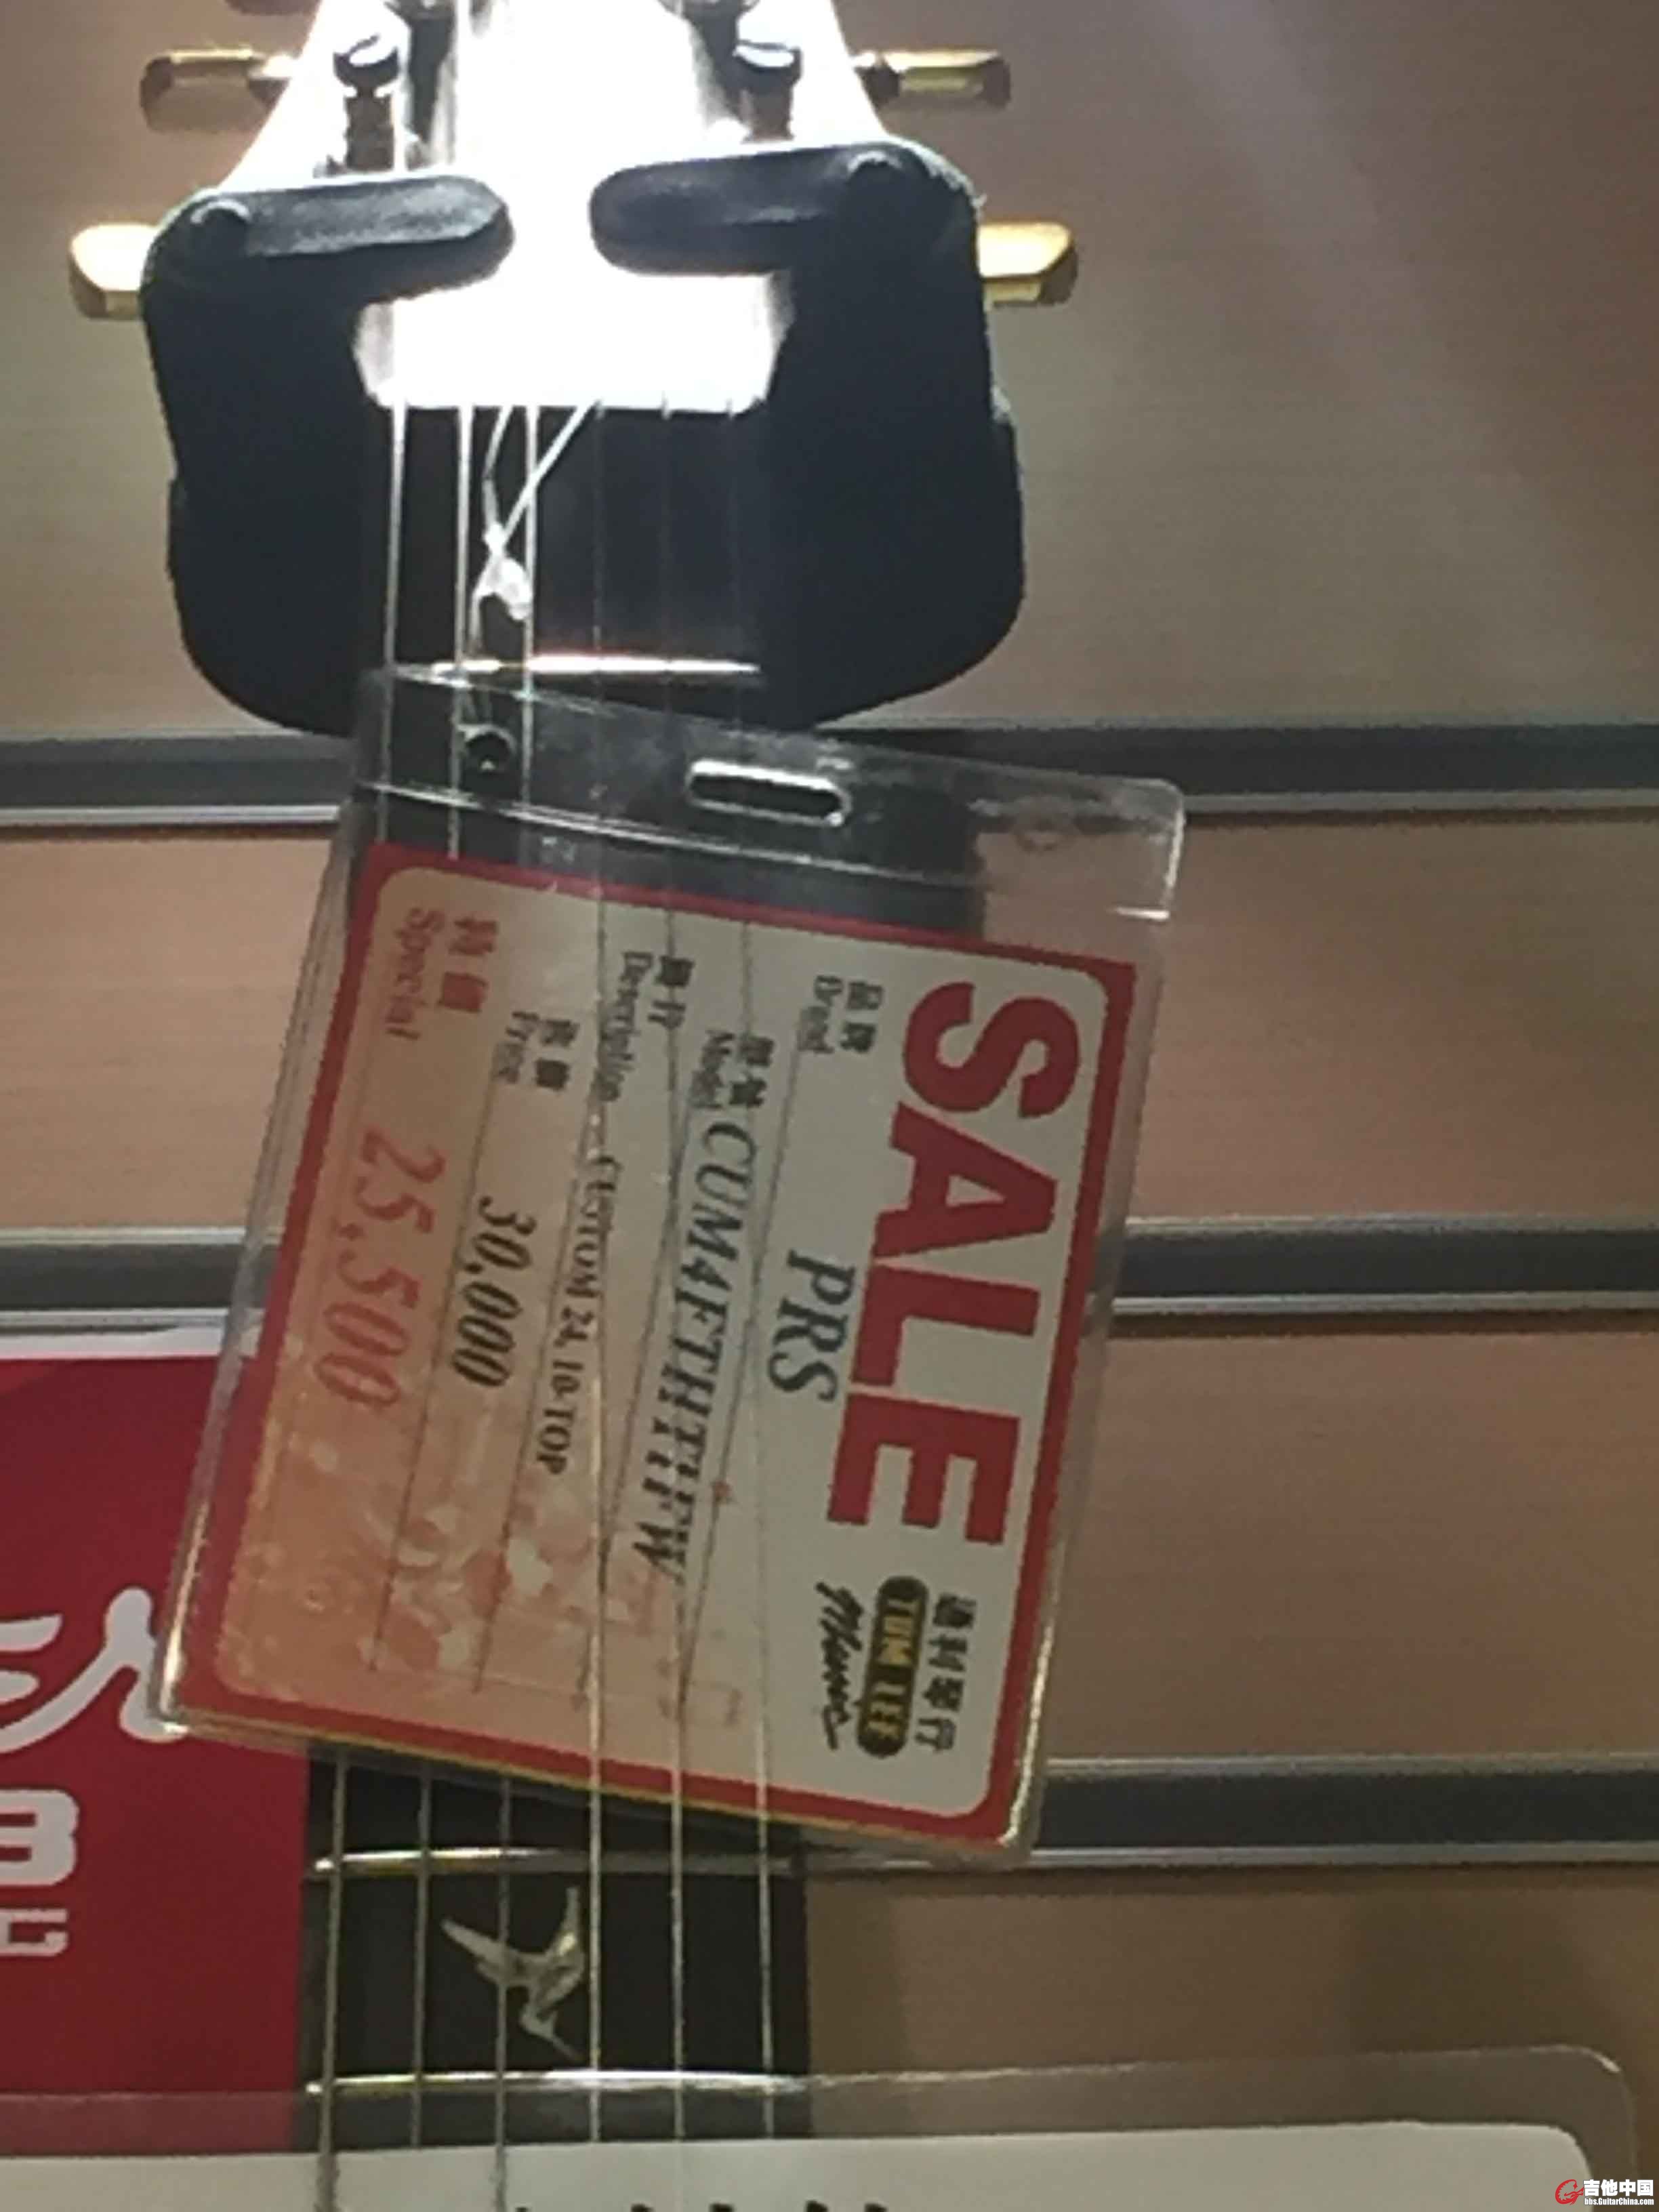 SALE
通利琴行
TOM LEE
Music
品牌
Brand
PRS
型號
Model CUM4FTHTIFW
簡介
Description CUSTOM 24, 10-TOP
售價
Price 30,000
特價
Special 25,500
吉他中国
bbs.GuitarChina.com